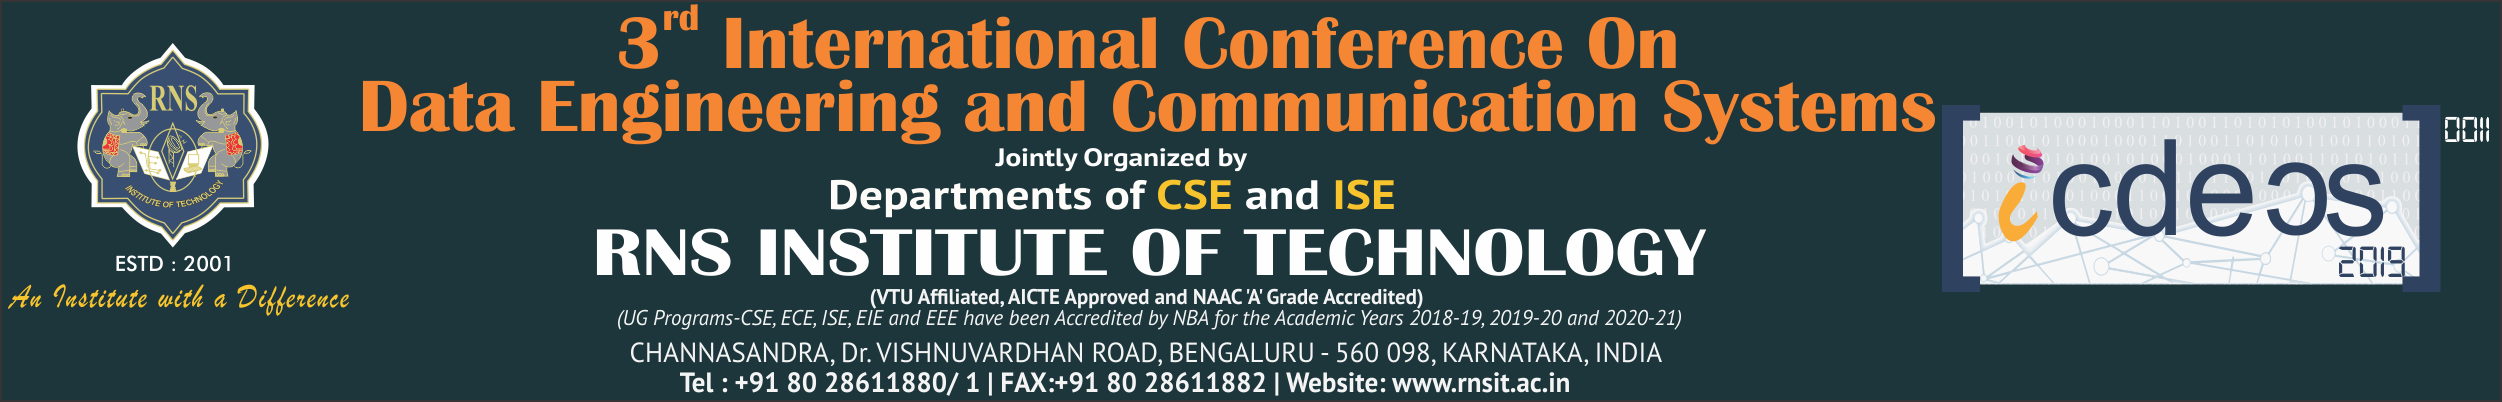 3rd International Conference On
Data Engineering and Communication Systems
Jointly Organized by
Departments of CSE and ISE
RNS INSTITUTE OF TECHNOLOGY
(VTU Affiliated, AICTE Approved and NAAC 'A' Grade Accredited)
(UG Programs-CSE, ECE, ISE, EIE and EEE have been Accredited by NBA for the Academic Years 2018-19, 2019-20 and 2020-21)
CHANNASANDRA, Dr. VISHNUVARDHAN ROAD, BENGALURU - 560 098, KARNATAKA, INDIA
Tel : +91 80 28611880/ 1 | FAX:+91 80 28611882 | Website: www.rnsit.ac.in
RNS
INSTITUTE OF TECHNOLOGY
ESTD : 2001
An Institute with a Difference
icdecs
2019
0011